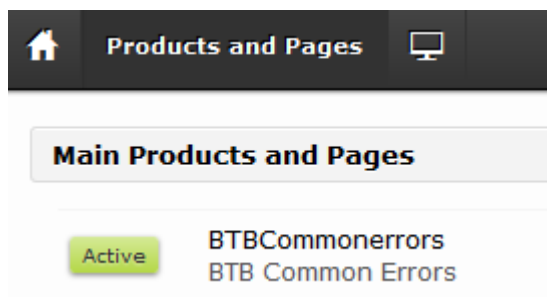 Products and Pages
Main Products and Pages
Active
BTBCommonerrors
BTB Common Errors